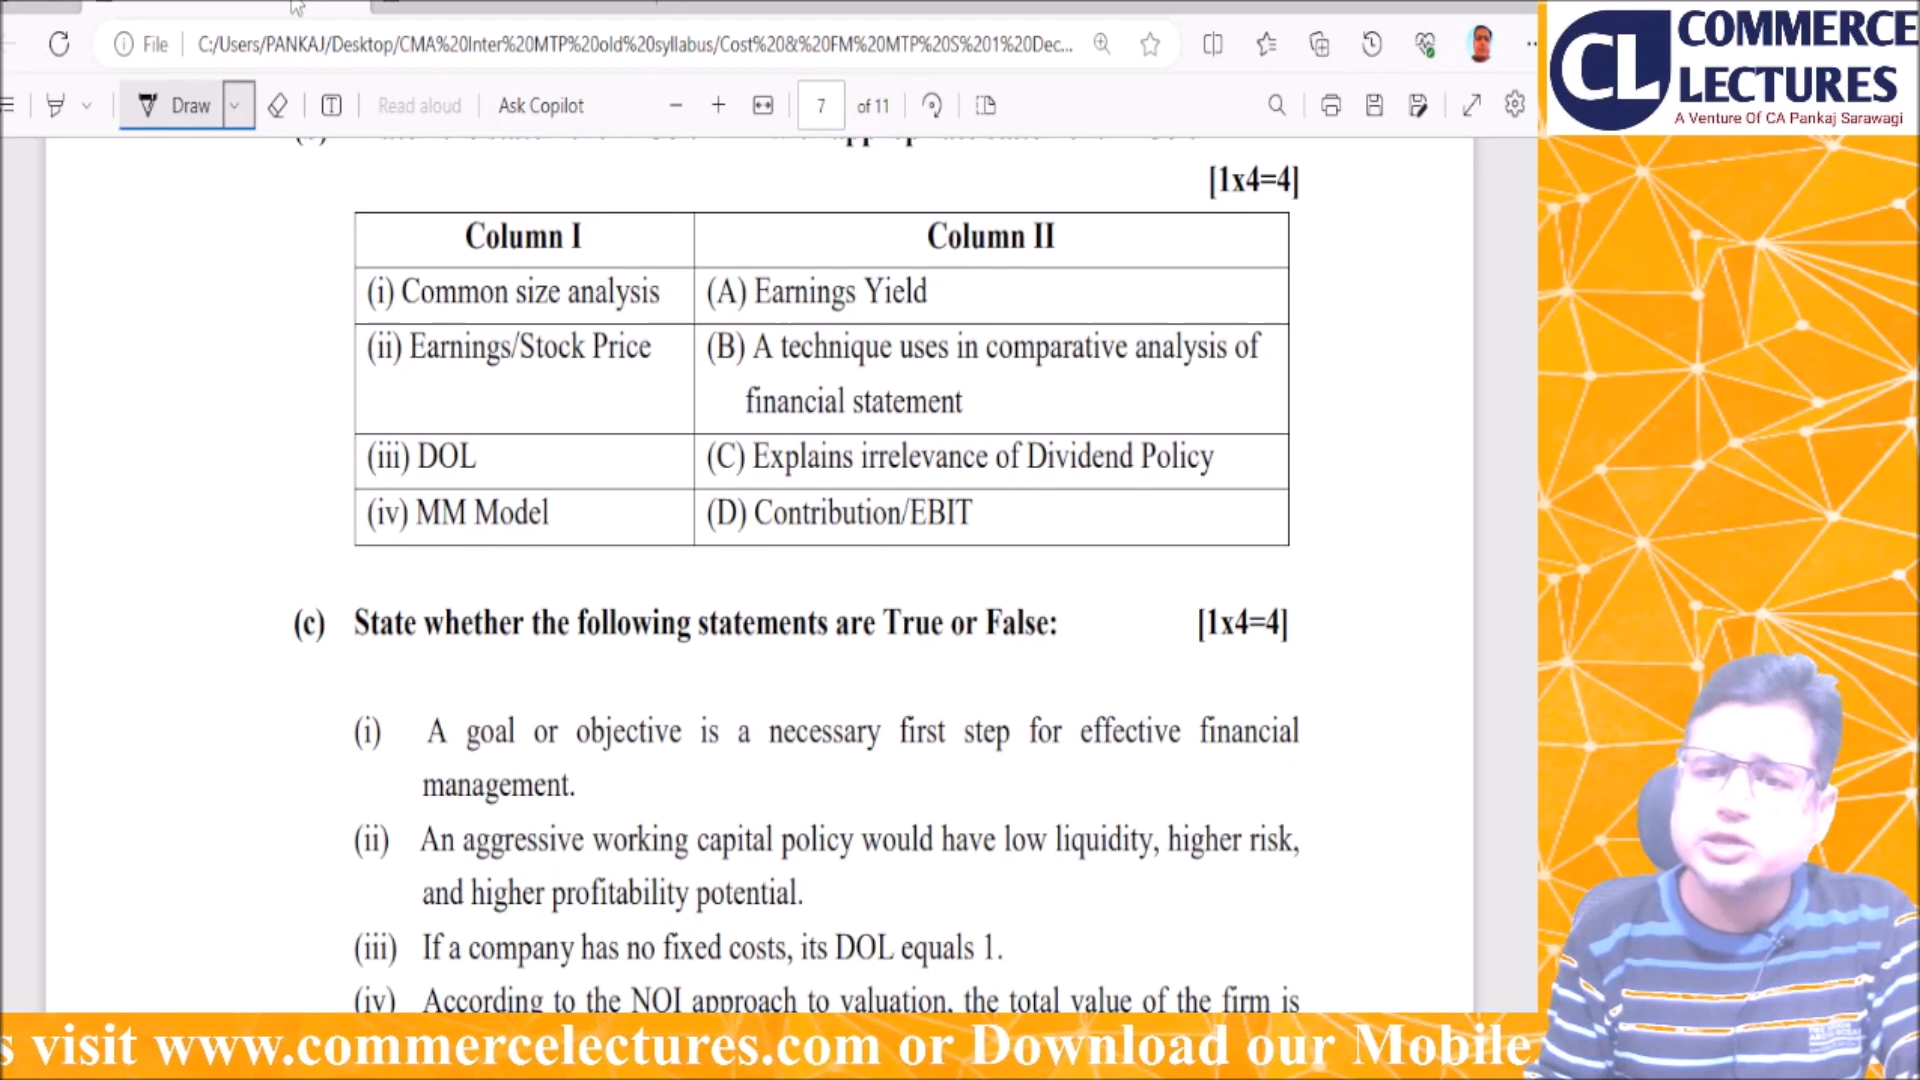 COMMERCE
LECTURES
A Venture Of CA Pankaj Sarawagi
CL
File C:/Users/PANKAJ/Desktop/CMA%20Inter%20MTP%20old%20syllabus/Cost%20&%20FM%20MTP%20S%201%20Dec...
Draw Read aloud Ask Copilot 7 of 11
[1x4=4]
Column I Column II
(i) Common size analysis (A) Earnings Yield
(ii) Earnings/Stock Price (B) A technique uses in comparative analysis of
financial statement
(iii) DOL (C) Explains irrelevance of Dividend Policy
(iv) MM Model (D) Contribution/EBIT
(c) State whether the following statements are True or False: [1x4=4]
(i) A goal or objective is a necessary first step for effective financial
management.
(ii) An aggressive working capital policy would have low liquidity, higher risk,
and higher profitability potential.
(iii) If a company has no fixed costs, its DOL equals 1.
(iv) According to the NOI approach to valuation, the total value of the firm is
s visit www.commercelectures.com or Download our Mobile